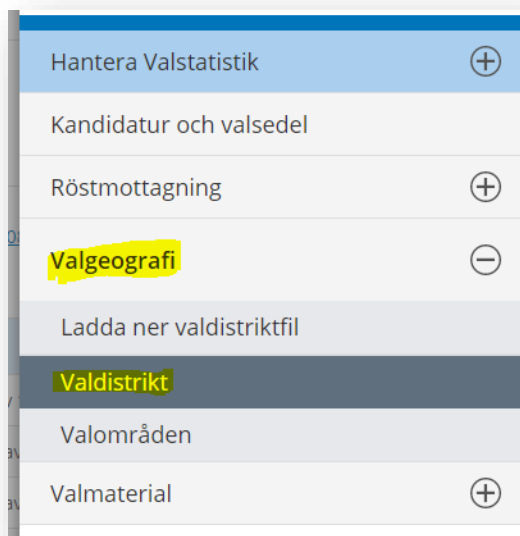 Hantera Valstatistik
Kandidatur och valsedel
Röstmottagning
Valgeografi
Ladda ner valdistriktfil
Valdistrikt
Valområden
Valmaterial